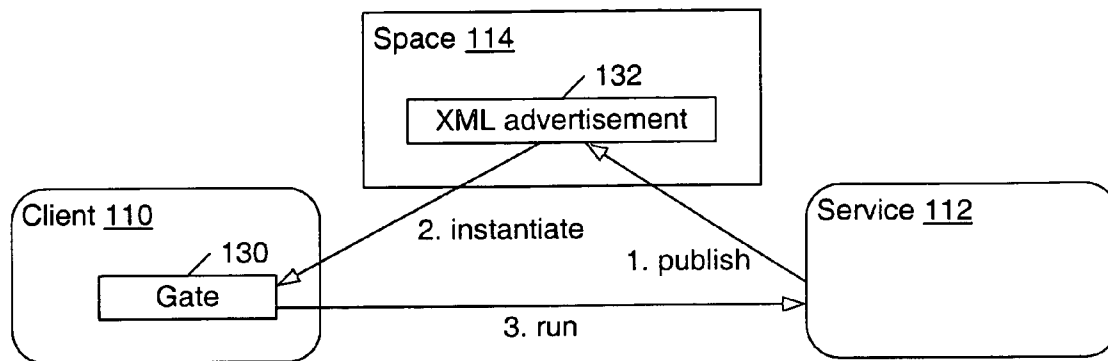 Space 114
132
XML advertisement
Client 110
2. instantiate
Service 112
130
1. publish
Gate
3. run